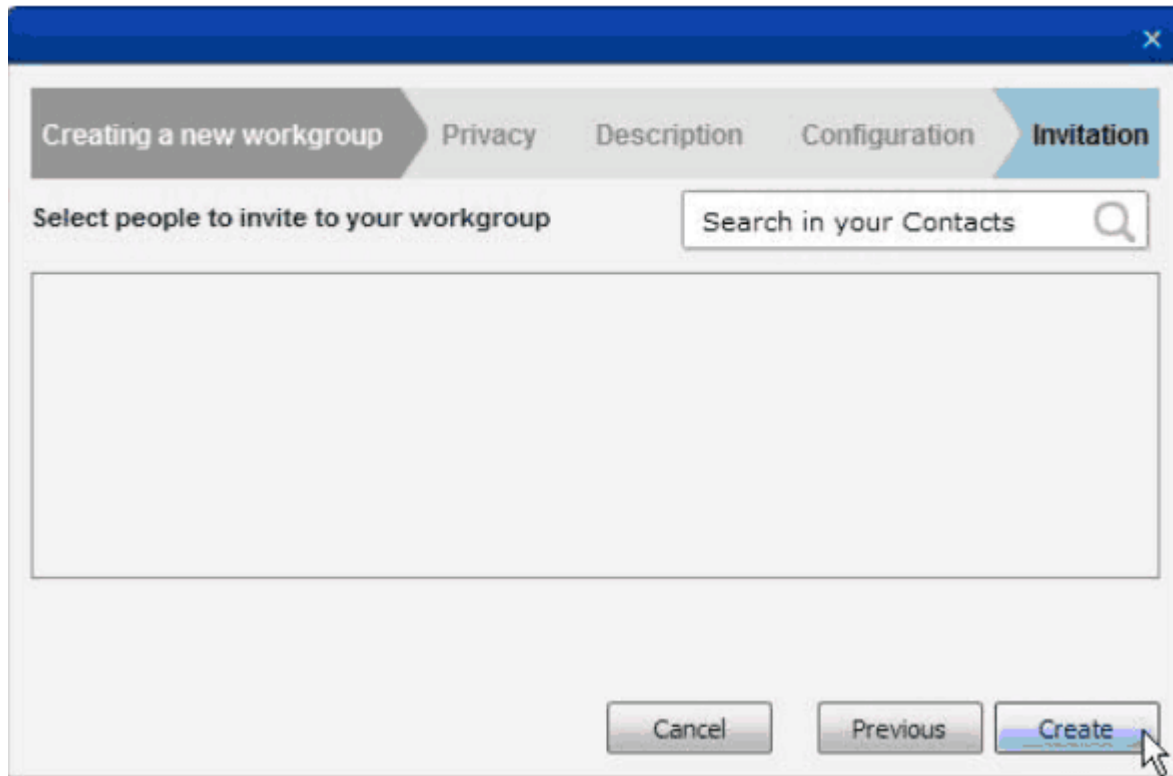 Creating a new workgroup Privacy Description Configuration Invitation
Select people to invite to your workgroup Search in your Contacts
Cancel Previous Create